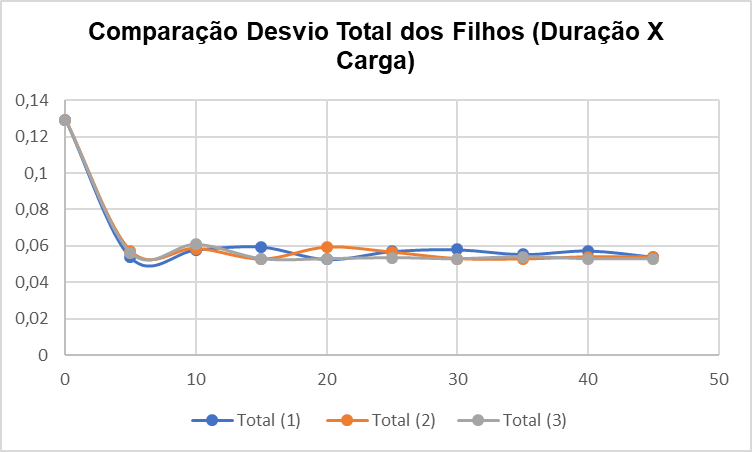 Comparação Desvio Total dos Filhos (Duração X
Carga)
0,14
0,12
0,1
0,08
0,06
0,04
0,02
0
0 10 20 30 40 50
Total (1) Total (2) Total (3)